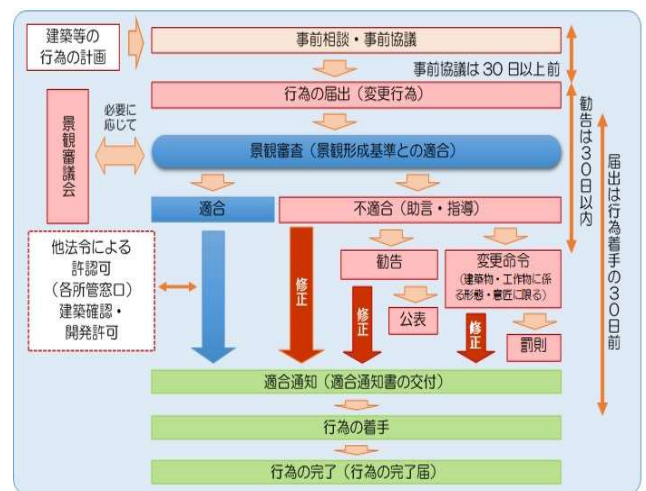 建築等の
行為の計画
事前相談・事前協議
事前協議は30日以上前
行為の届出(変更行為)
景観審議会
必要に
応じて
景観審査(景観形成基準との適合)
勧告は30日以内
届出は行為着手の30日前
適合
不適合(助言・指導)
他法令による
許認可
(各所管窓口)
建築確認・
開発許可
修正
勧告
変更命令
(建築物・工作物に係
る形態・意匠に限る)
修正
公表
修正
罰則
適合通知(適合通知書の交付)
行為の着手
行為の完了(行為の完了届)